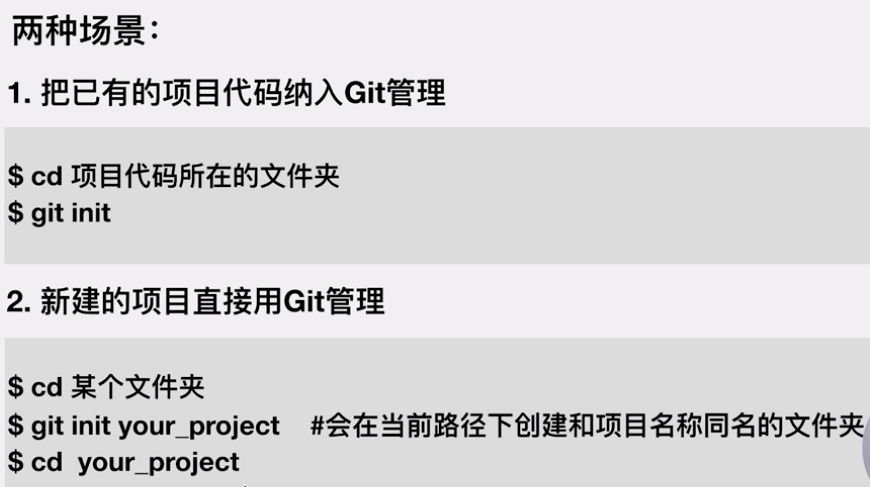 两种场景：
1. 把已有的项目代码纳入Git管理
$ cd 项目代码所在的文件夹
$ git init
2. 新建的项目直接用Git管理
$ cd 某个文件夹
$ git init your_project #会在当前路径下创建和项目名称同名的文件夹
$ cd your_project